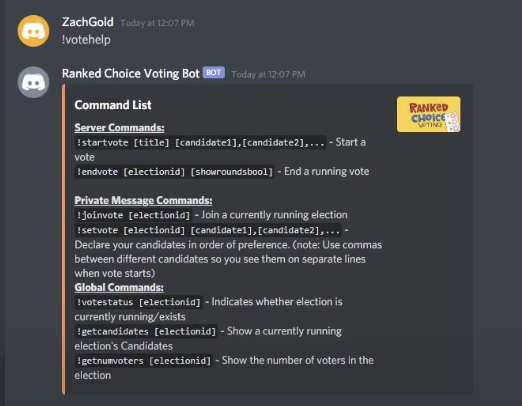 ZachGold Today at 12:07 PM
!votehelp
Ranked Choice Voting Bot BOT Today at 12:07 PM
Command List
RANKED
CHOICE
VOTING
Server Commands:
!startvote [title] [candidate1],[candidate2],... - Start a
vote
!endvote [electionid] [showroundsbool] - End a running vote
Private Message Commands:
!joinvote [electionid] - Join a currently running election
!setvote [electionid] [candidate1],[candidate2],... -
Declare your candidates in order of preference. (note: Use commas
between different candidates so you see them on separate lines
when vote starts)
Global Commands:
!votestatus [electionid] - Indicates whether election is
currently running/exists
!getcandidates [electionid] - Show a currently running
election's Candidates
!getnumvoters [electionid] - Show the number of voters in the
election